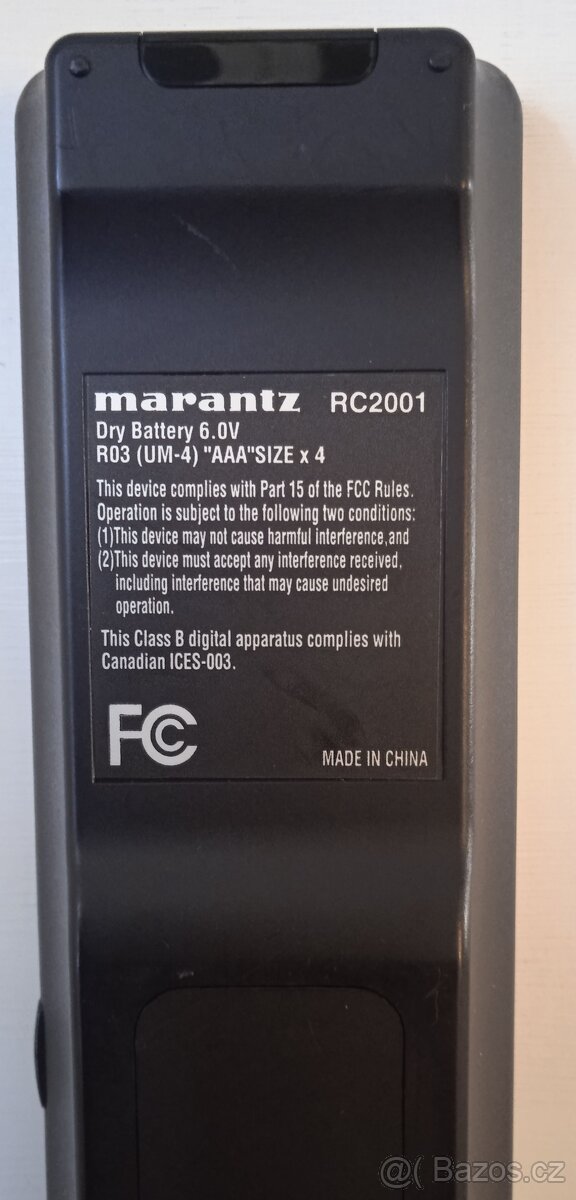 marantz RC2001
Dry Battery 6.0V
R03 (UM-4) "AAA"SIZE x 4
This device complies with Part 15 of the FCC Rules.
Operation is subject to the following two conditions:
(1)This device may not cause harmful interference,and
(2)This device must accept any interference received,
including interference that may cause undesired
operation.
This Class B digital apparatus complies with
Canadian ICES-003.
FC
MADE IN CHINA
@( Bazos.cz